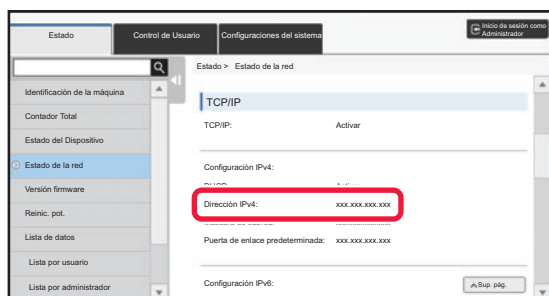 Estado
Control de Usuario
Configuraciones del sistema
Inicio de sesión como
Administrador
Estado > Estado de la red
Identificación de la máquina
Contador Total
Estado del Dispositivo
Estado de la red
Versión firmware
Reinic. pot.
Lista de datos
Lista por usuario
Lista por administrador
TCP/IP
TCP/IP: Activar
Configuración IPv4:
Dirección IPv4: xxx.xxx.xxx.xxx
Puerta de enlace predeterminada: xxx.xxx.xxx.xxx
Configuración IPv6:
Sup. pág.